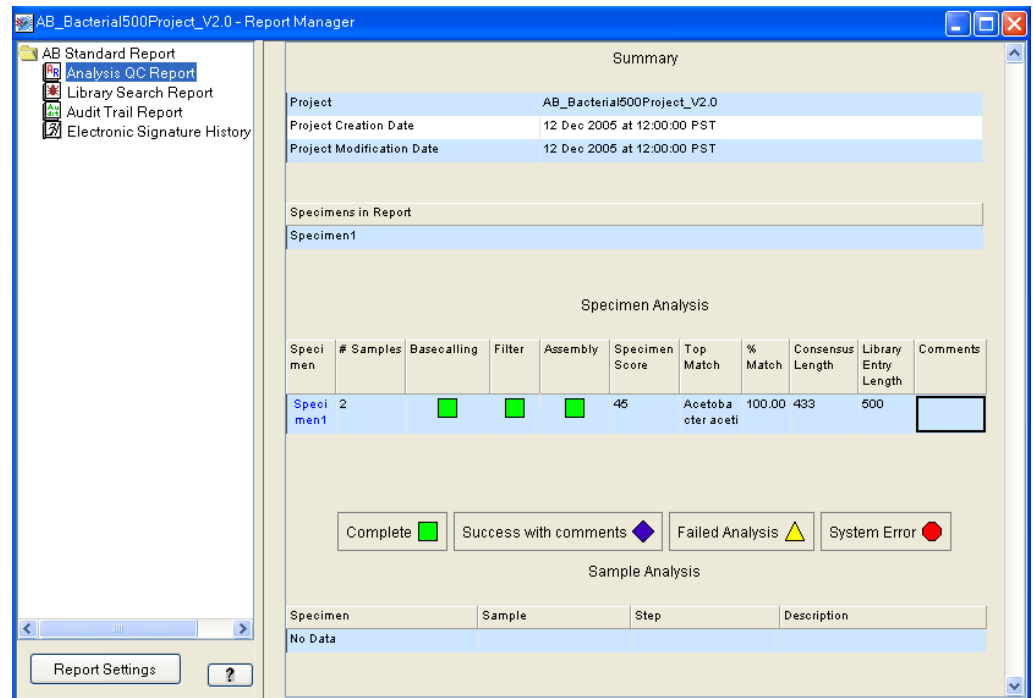 AB_Bacterial500Project_V2.0 - Report Manager
AB Standard Report
Analysis QC Report
Library Search Report
Audit Trail Report
Electronic Signature History
Report Settings
?
Summary
Project AB_Bacterial500Project_V2.0
Project Creation Date 12 Dec 2005 at 12:00:00 PST
Project Modification Date 12 Dec 2005 at 12:00:00 PST
Specimens in Report
Specimen1
Specimen Analysis
Speci # Samples Basecalling Filter Assembly Specimen Top % Consensus Library Comments
men Score Match Match Length Entry
Length
Speci 2 45 Acetoba 100.00 433 500
men1 cter aceti
Complete Success with comments Failed Analysis System Error
Sample Analysis
Specimen Sample Step Description
No Data